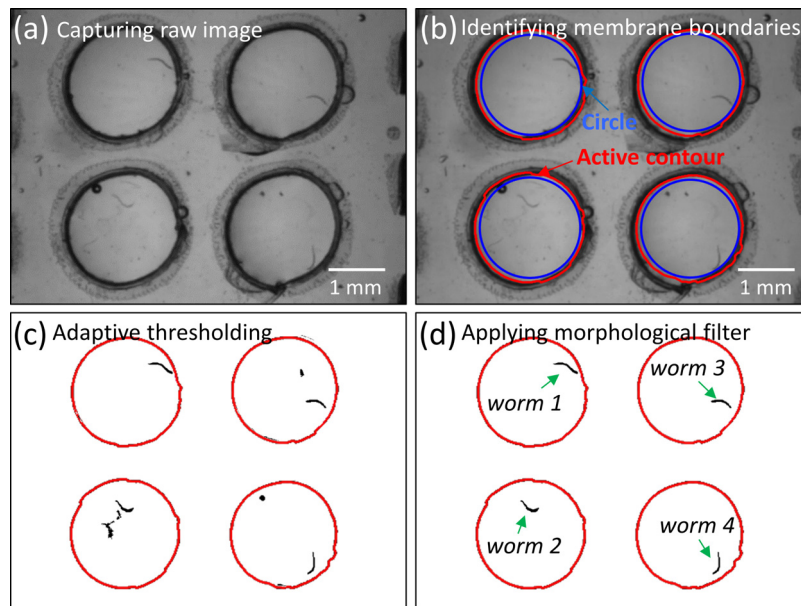 (a) Capturing raw image
1 mm
(b) Identifying membrane boundaries
Circle
Active contour
1 mm
(c) Adaptive thresholding
(d) Applying morphological filter
worm 1
worm 3
worm 2
worm 4